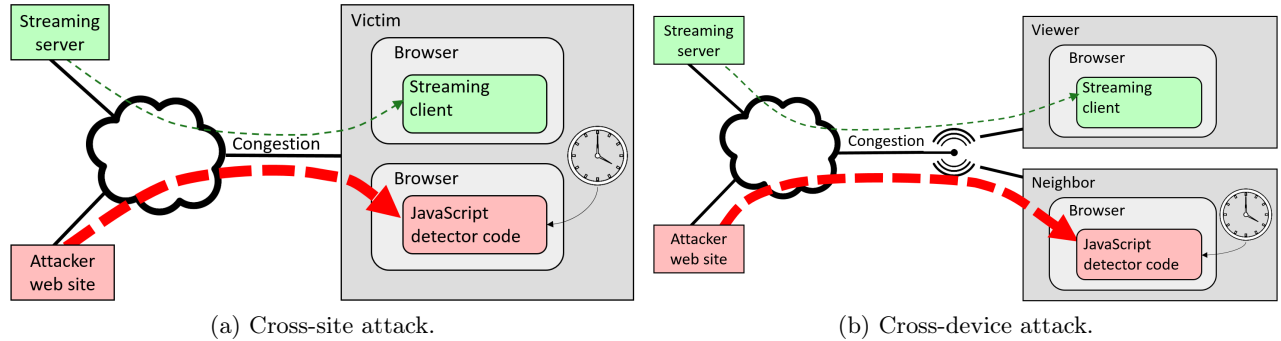 Streaming
server
Victim
Browser
Streaming
client
Congestion
Browser
JavaScript
detector code
Attacker
web site
(a) Cross-site attack.
Streaming
server
Viewer
Browser
Streaming
client
Congestion
Neighbor
Browser
JavaScript
detector code
Attacker
web site
(b) Cross-device attack.